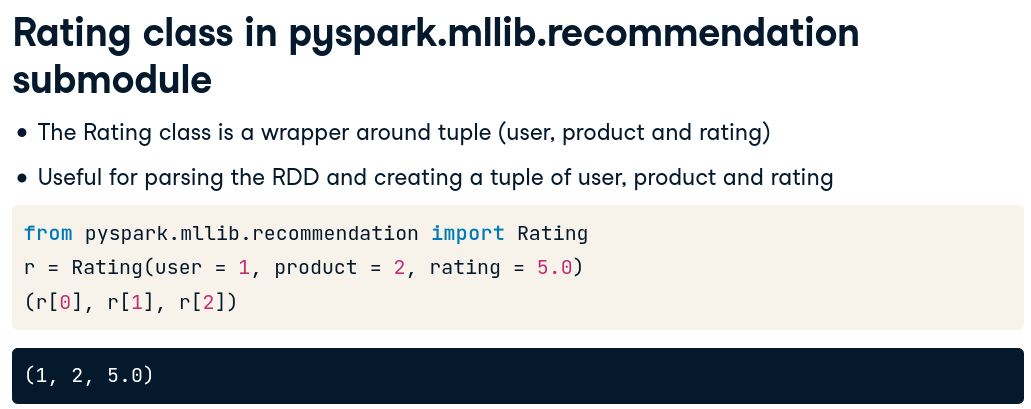 Rating class in pyspark.mllib.recommendation
submodule
• The Rating class is a wrapper around tuple (user, product and rating)
• Useful for parsing the RDD and creating a tuple of user, product and rating
from pyspark.mllib.recommendation import Rating
r = Rating(user = 1, product = 2, rating = 5.0)
(r[0], r[1], r[2])
(1, 2, 5.0)